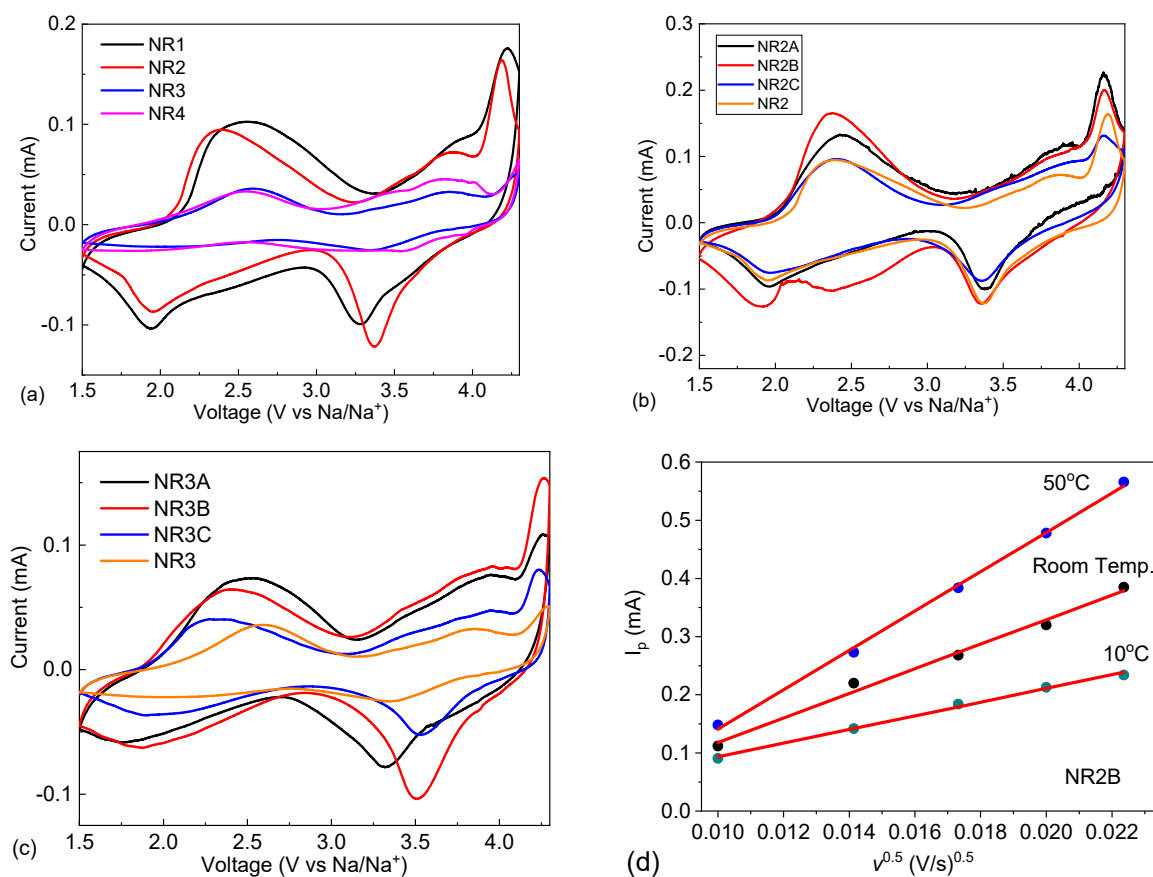 0.2
0.1
0.0
-0.1
Current (mA)
NR1
NR2
NR3
NR4
1.5 2.0 2.5 3.0 3.5 4.0
Voltage (V vs Na/Na⁺)
(a)
0.3
0.2
0.1
0.0
-0.1
-0.2
Current (mA)
NR2A
NR2B
NR2C
NR2
1.5 2.0 2.5 3.0 3.5 4.0
Voltage (V vs Na/Na⁺)
(b)
0.1
0.0
-0.1
Current (mA)
NR3A
NR3B
NR3C
NR3
1.5 2.0 2.5 3.0 3.5 4.0
Voltage (V vs Na/Na⁺)
(c)
0.6
0.5
0.4
0.3
0.2
0.1
0.0
Iₚ (mA)
50°C
Room Temp.
10°C
NR2B
0.010 0.012 0.014 0.016 0.018 0.020 0.022
ν⁰·⁵ (V/s)⁰·⁵
(d)